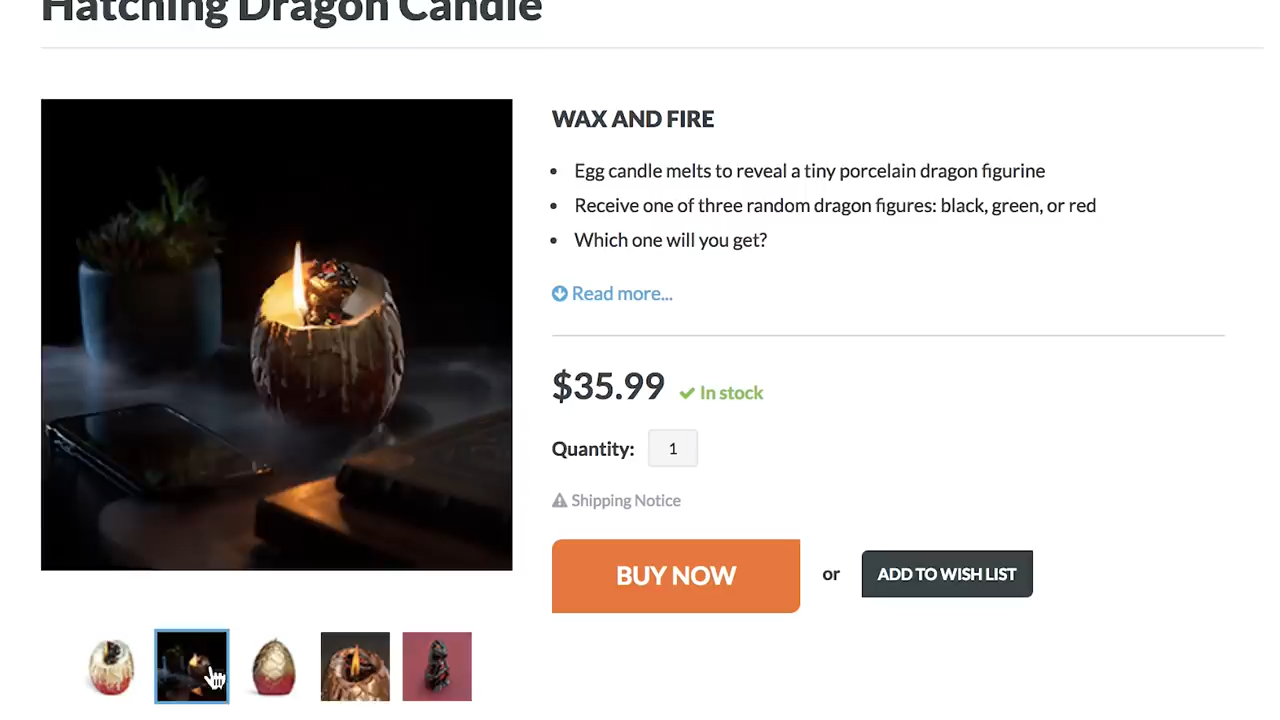 Hatching Dragon Candle
WAX AND FIRE
Egg candle melts to reveal a tiny porcelain dragon figurine
Receive one of three random dragon figures: black, green, or red
Which one will you get?
Read more...
$35.99 In stock
Quantity: 1
Shipping Notice
BUY NOW or ADD TO WISH LIST